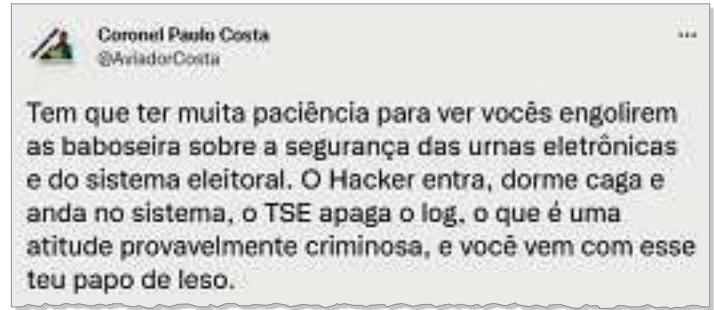 Coronel Paulo Costa
@AviadorCosta
Tem que ter muita paciência para ver vocês engolirem
as baboseira sobre a segurança das urnas eletrônicas
e do sistema eleitoral. O Hacker entra, dorme caga e
anda no sistema, o TSE apaga o log, o que é uma
atitude provavelmente criminosa, e você vem com esse
teu papo de leso.